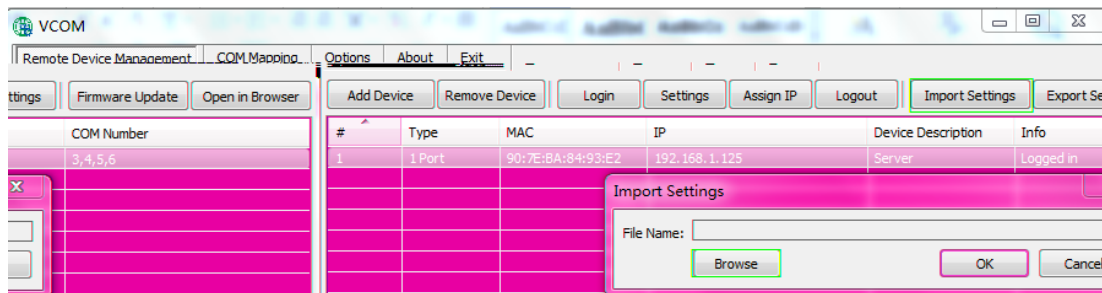 VCOM
Remote Device Management COM Mapping Options About Exit
ttings Firmware Update Open in Browser Add Device Remove Device Login Settings Assign IP Logout Import Settings Export Se
COM Number # Type MAC IP Device Description Info
3,4,5,6 1 1 Port 90:7E:BA:84:93:E2 192.168.1.125 Server Logged in
Import Settings
File Name:
Browse OK Cancel